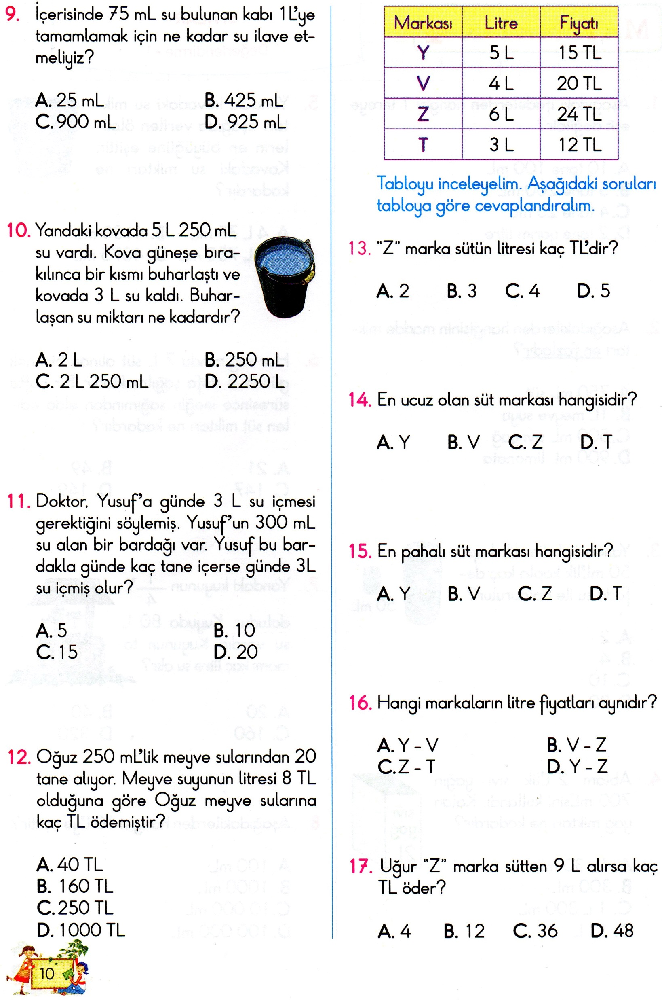 9. İçerisinde 75 mL su bulunan kabı 1L'ye
tamamlamak için ne kadar su ilave et-
meliyiz?
A. 25 mL B. 425 mL
C. 900 mL D. 925 mL
10. Yandaki kovada 5 L 250 mL
su vardı. Kova güneşe bıra-
kılınca bir kısmı buharlaştı ve
kovada 3 L su kaldı. Buhar-
laşan su miktarı ne kadardır?
A. 2 L B. 250 mL
C. 2 L 250 mL D. 2250 L
11. Doktor, Yusuf'a günde 3 L su içmesi
gerektiğini söylemiş. Yusuf'un 300 mL
su alan bir bardağı var. Yusuf bu bar-
dakla günde kaç tane içerse günde 3L
su içmiş olur?
A. 5 B. 10
C. 15 D. 20
12. Oğuz 250 mL'lik meyve sularından 20
tane alıyor. Meyve suyunun litresi 8 TL
olduğuna göre Oğuz meyve sularına
kaç TL ödemiştir?
A. 40 TL
B. 160 TL
C. 250 TL
D. 1000 TL
10
Markası Litre Fiyatı
Y 5 L 15 TL
V 4 L 20 TL
Z 6 L 24 TL
T 3 L 12 TL
Tabloyu inceleyelim. Aşağıdaki soruları
tabloya göre cevaplandıralım.
13. "Z" marka sütün litresi kaç TL'dir?
A. 2 B. 3 C. 4 D. 5
14. En ucuz olan süt markası hangisidir?
A. Y B. V C. Z D. T
15. En pahalı süt markası hangisidir?
A. Y B. V C. Z D. T
16. Hangi markaların litre fiyatları aynıdır?
A. Y - V B. V - Z
C. Z - T D. Y - Z
17. Uğur "Z" marka sütten 9 L alırsa kaç
TL öder?
A. 4 B. 12 C. 36 D. 48